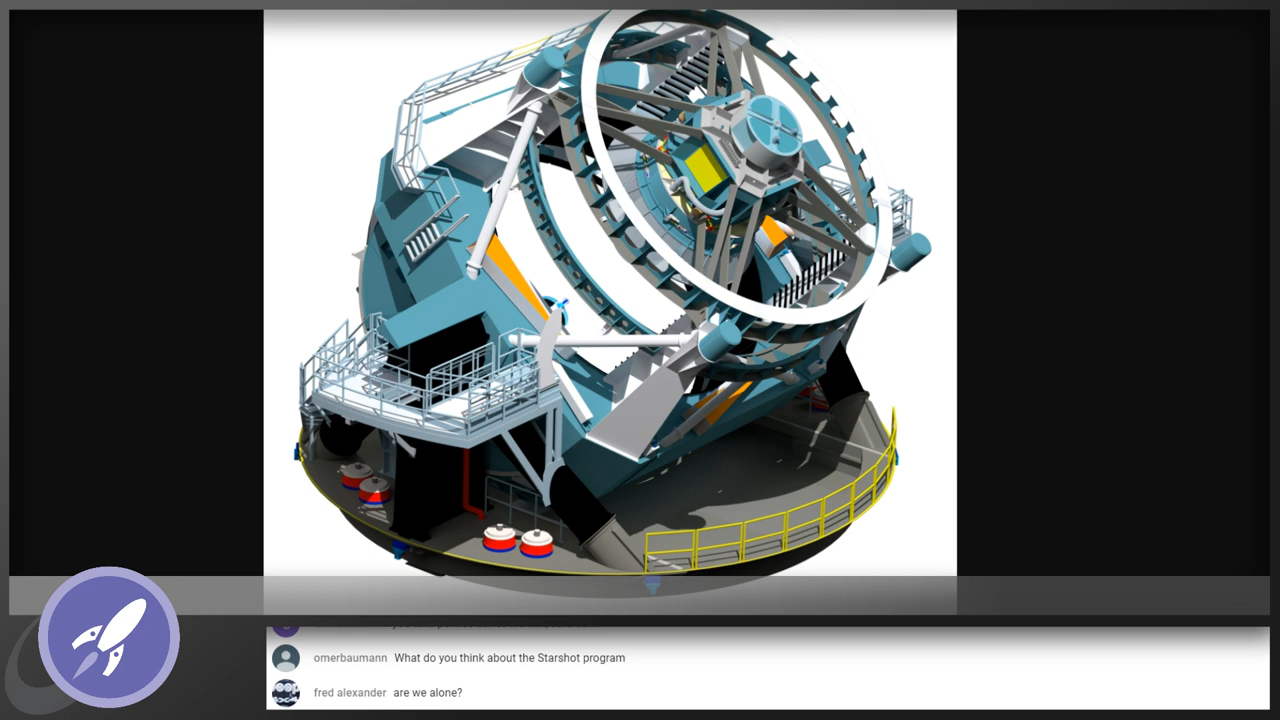 omerbaumann What do you think about the Starshot program
fred alexander are we alone?